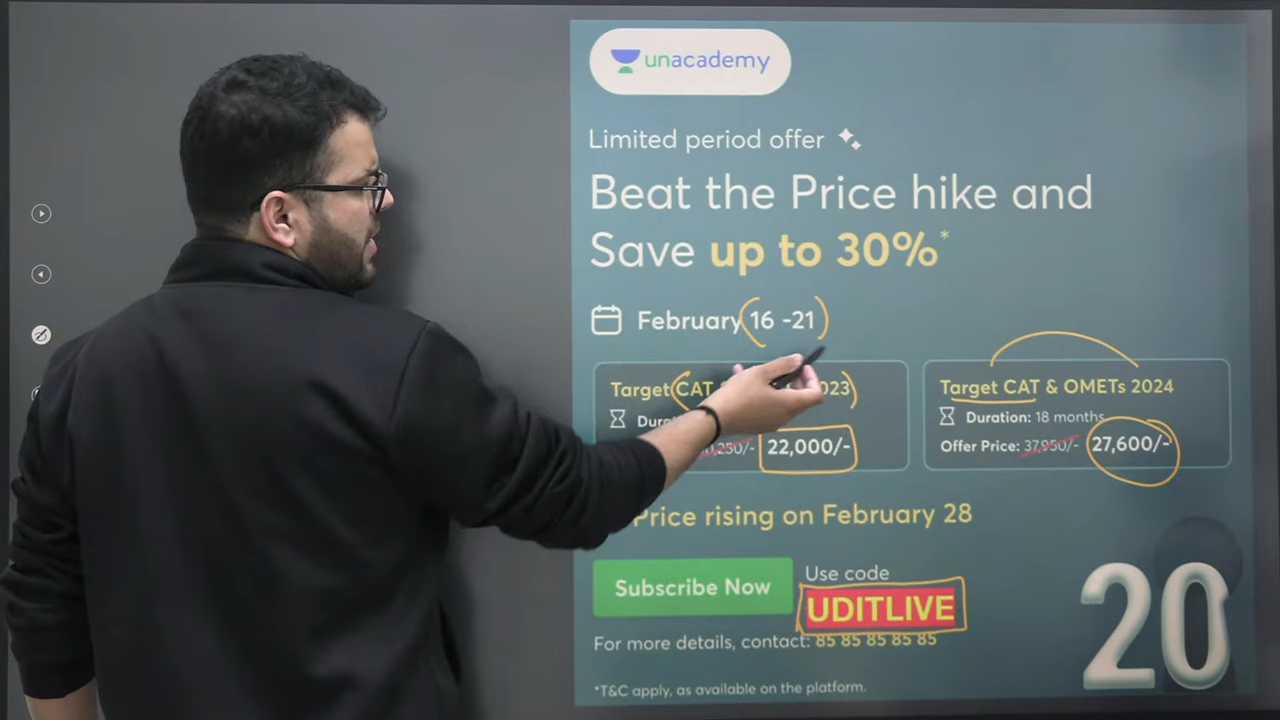 unacademy
Limited period offer
Beat the Price hike and
Save up to 30%*
February 16 -21
Target CAT 023
Offer Price: 22,000/-
Target CAT & OMETs 2024
Duration: 18 months
Offer Price: 37,950/- 27,600/-
Price rising on February 28
Subscribe Now
Use code
UDITLIVE
For more details, contact: 85 85 85 85 85
*T&C apply, as available on the platform.
20